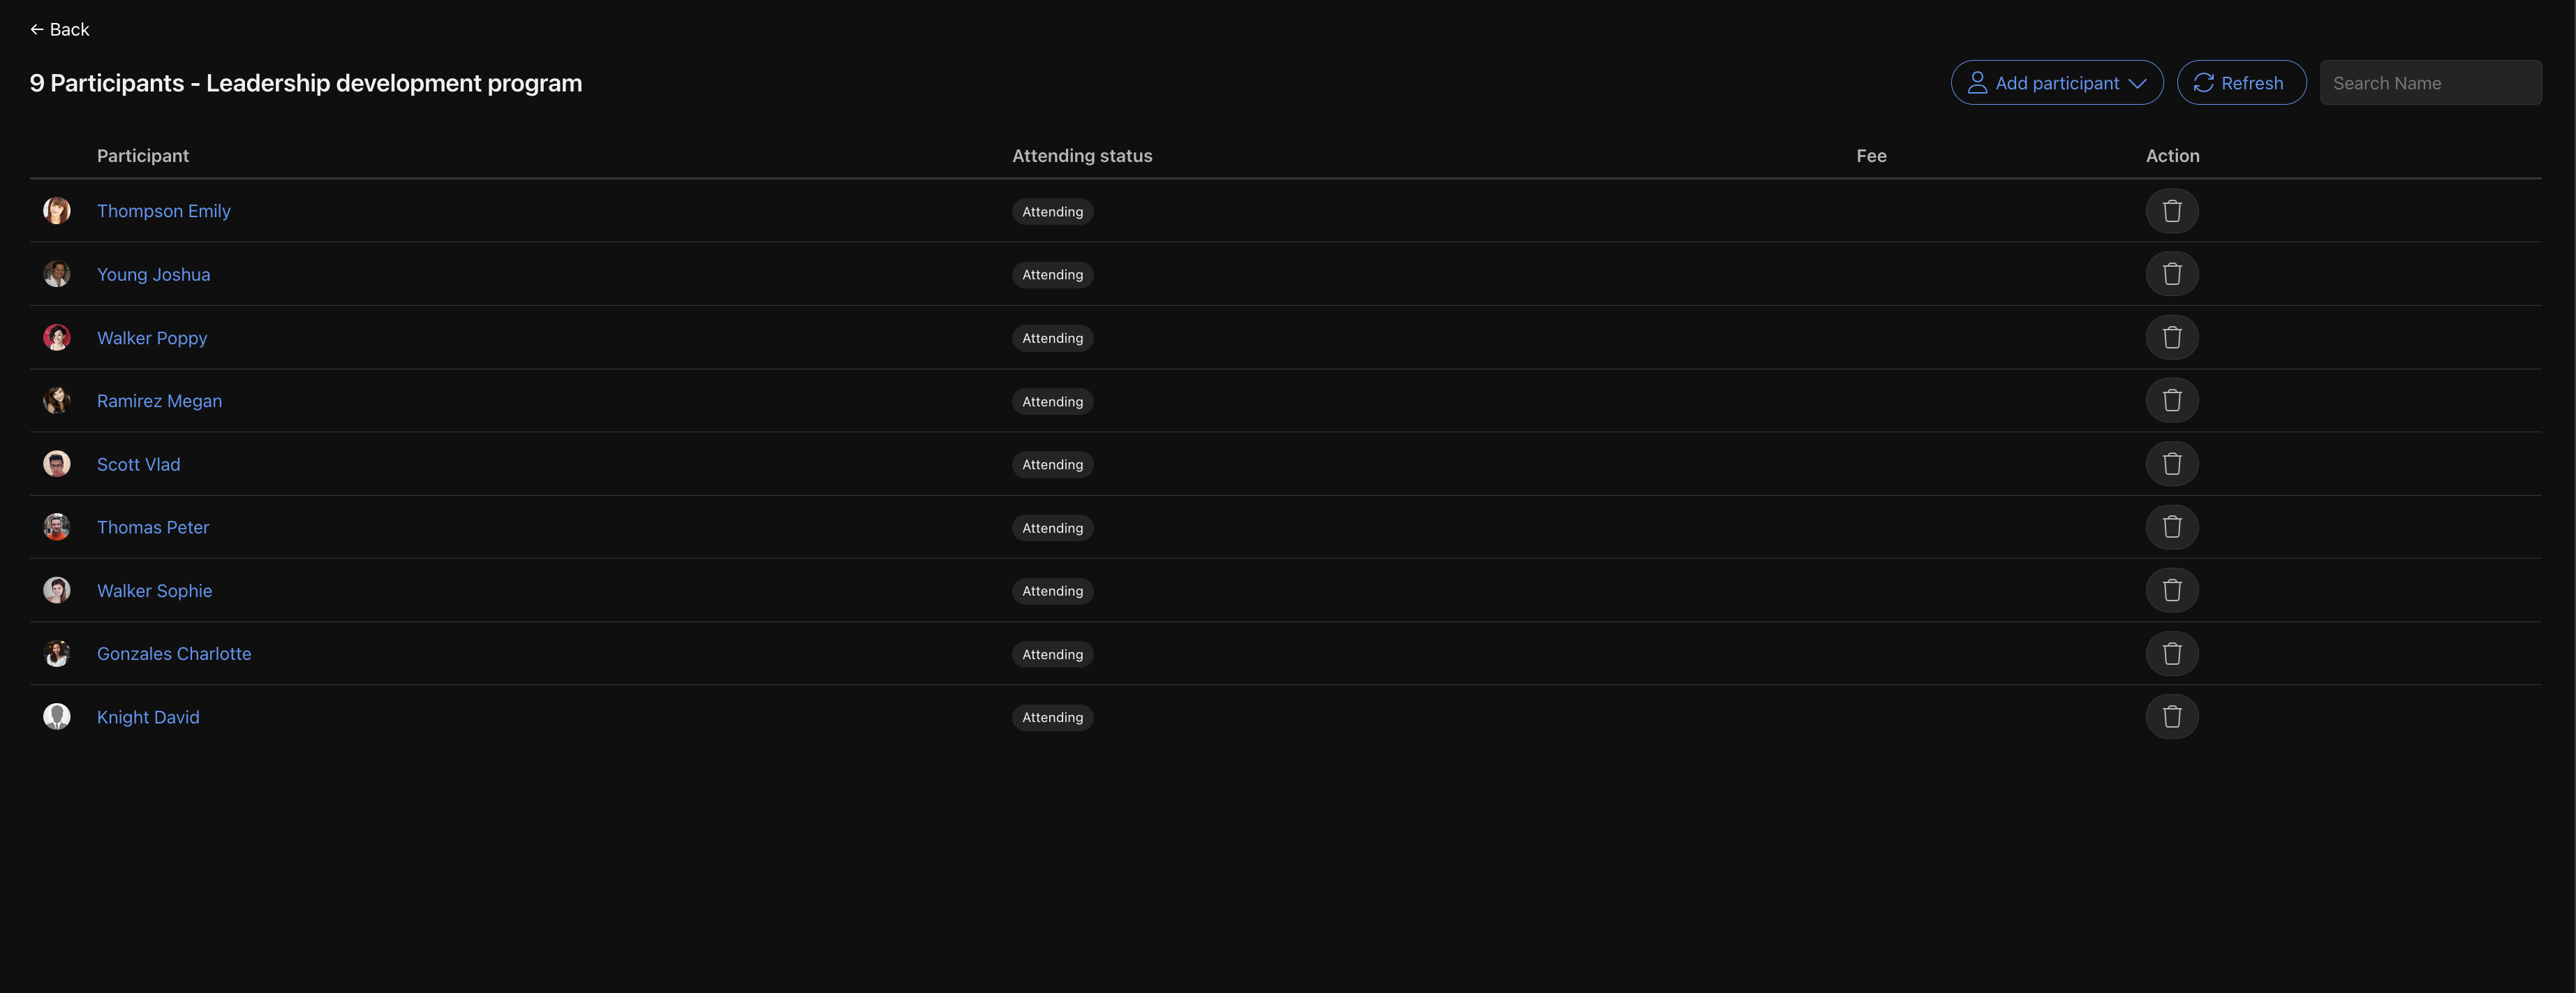 ← Back
9 Participants - Leadership development program
Add participant
Refresh
Search Name
Participant Attending status Fee Action
Thompson Emily Attending
Young Joshua Attending
Walker Poppy Attending
Ramirez Megan Attending
Scott Vlad Attending
Thomas Peter Attending
Walker Sophie Attending
Gonzales Charlotte Attending
Knight David Attending